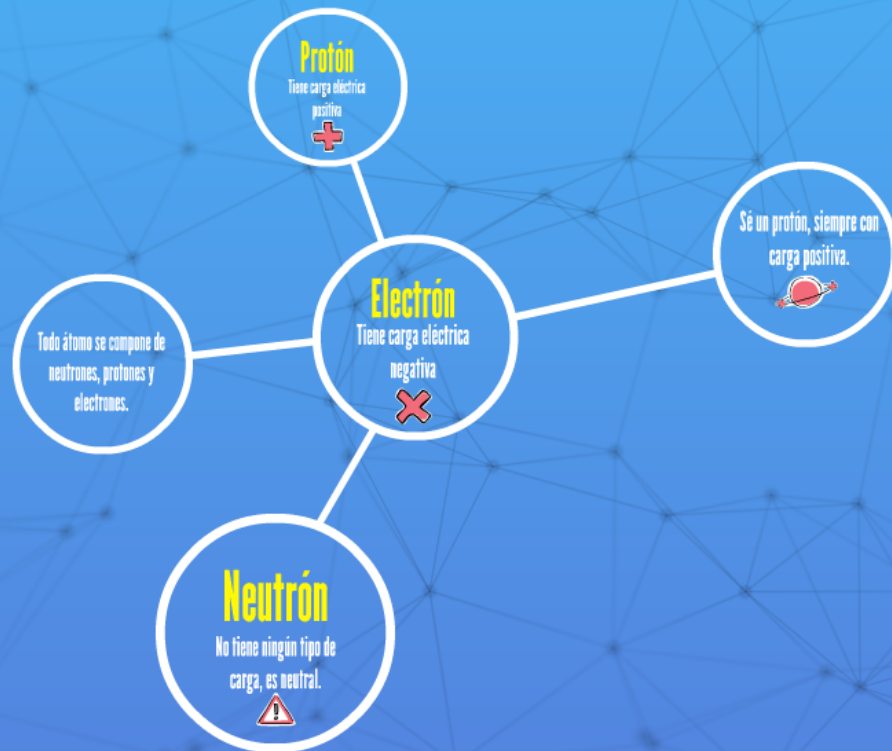 Protón
Tiene carga eléctrica
positiva
Sé un protón, siempre con
carga positiva.
Electrón
Tiene carga eléctrica
negativa
Todo átomo se compone de
neutrones, protones y
electrones.
Neutrón
No tiene ningún tipo de
carga, es neutral.